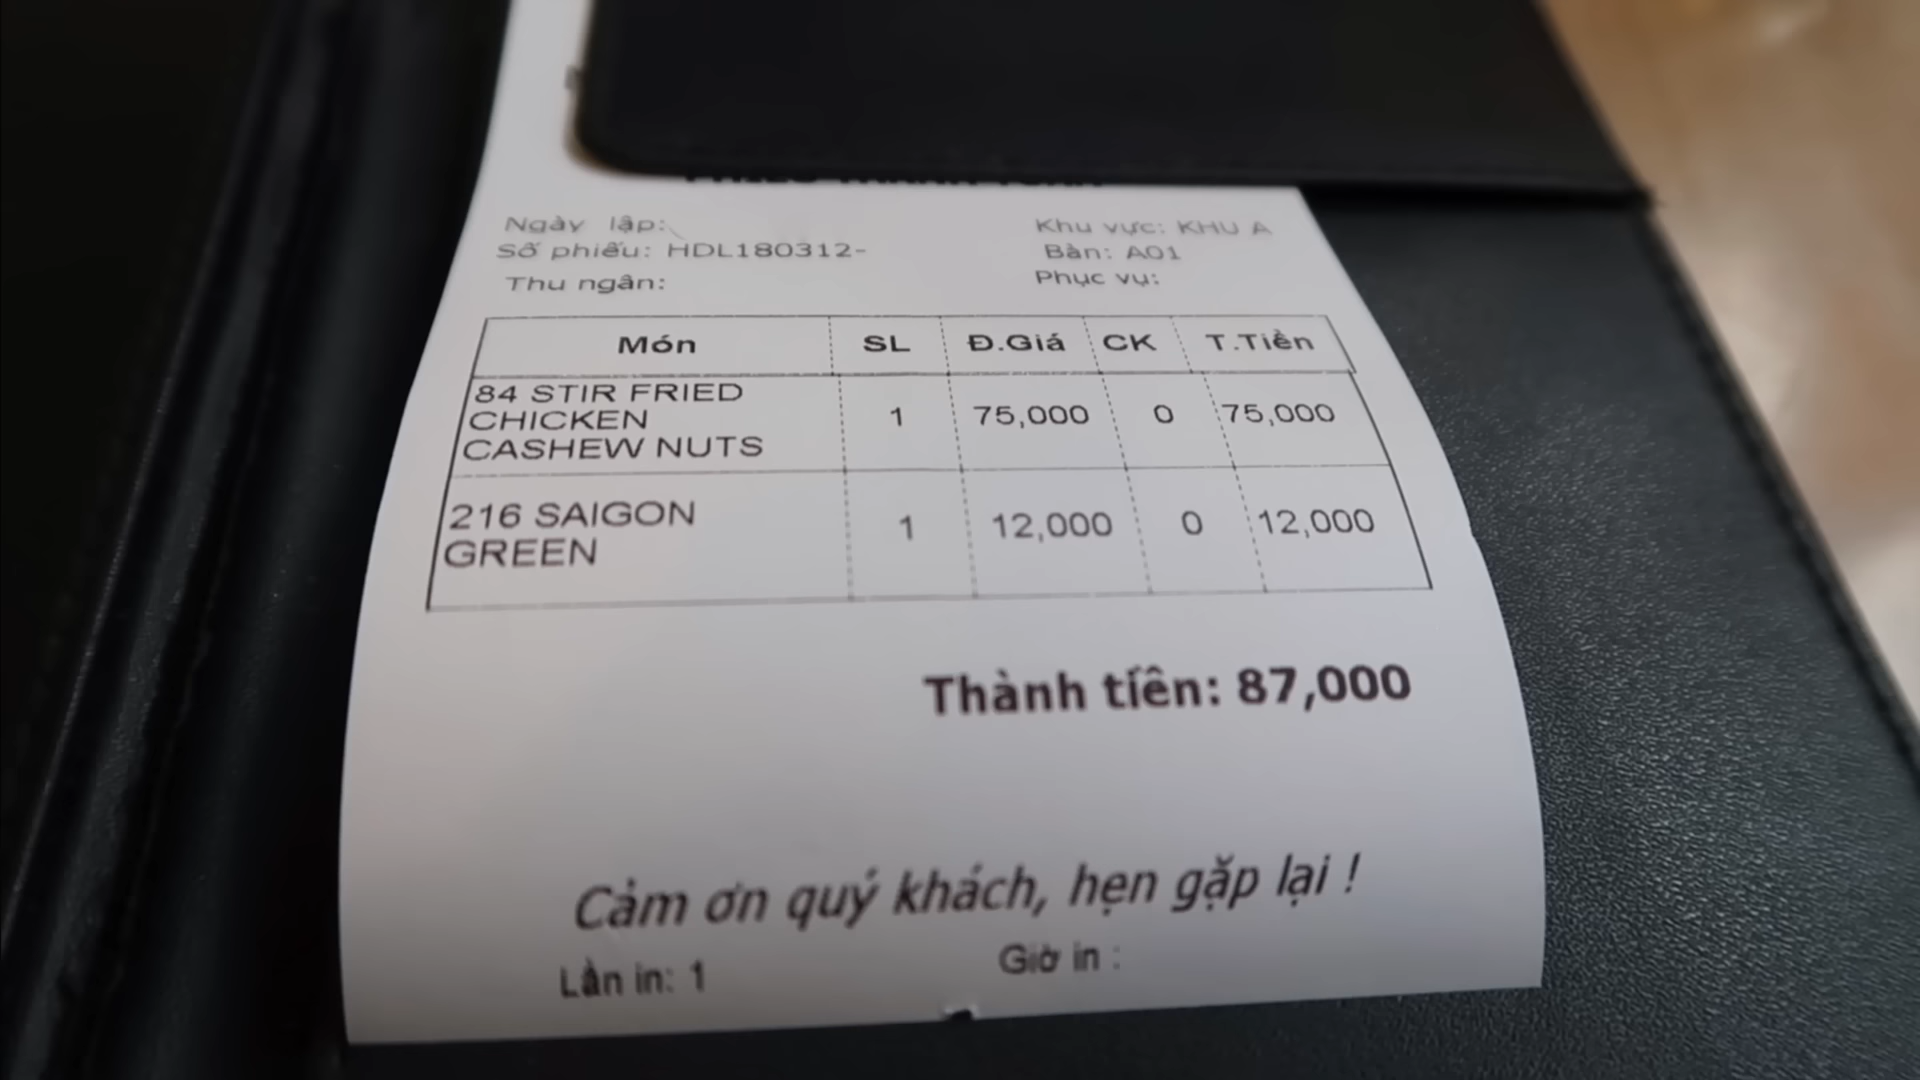 Ngày lập:
Khu vực: KHU A
Số phiếu: HDL180312-
Bàn: A01
Thu ngân:
Phục vụ:
Món SL Đ.Giá CK T.Tiền
84 STIR FRIED
CHICKEN
CASHEW NUTS
1 75,000 0 75,000
216 SAIGON
GREEN
1 12,000 0 12,000
Thành tiền: 87,000
Cảm ơn quý khách, hẹn gặp lại !
Lần in: 1
Giờ in :